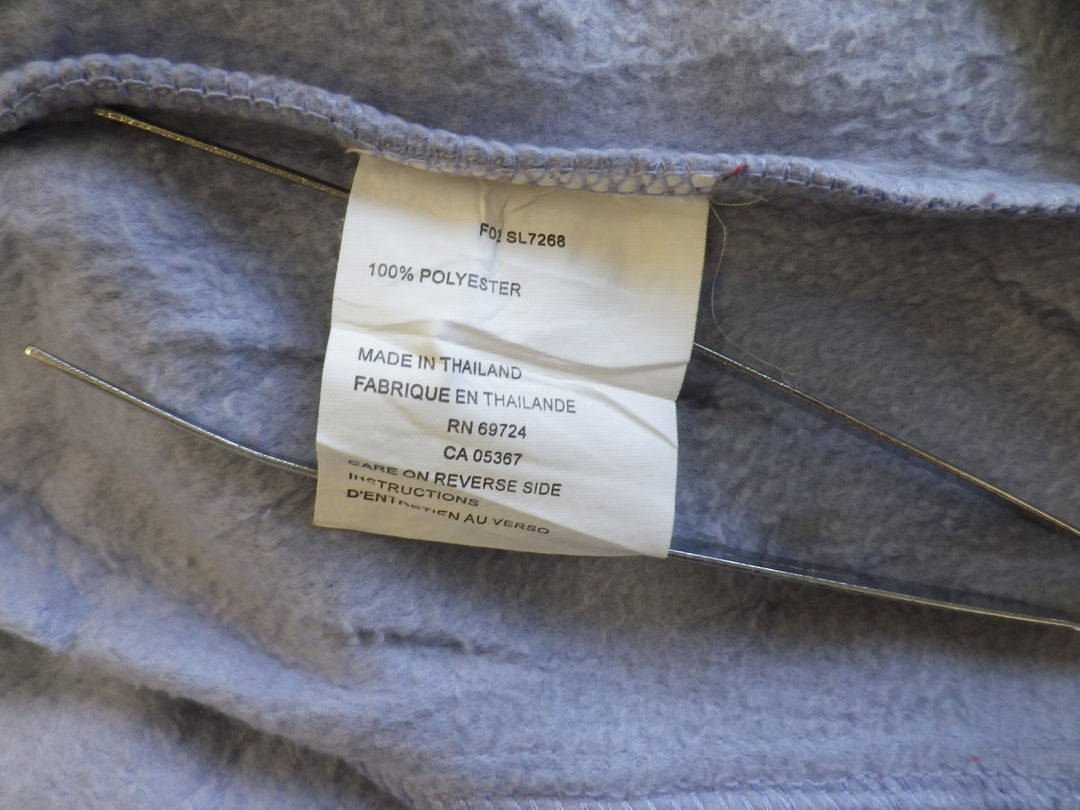 F02 SL7268
100% POLYESTER
MADE IN THAILAND
FABRIQUE EN THAILANDE
RN 69724
CA 05367
CARE ON REVERSE SIDE
INSTRUCTIONS
D'ENTRETIEN AU VERSO